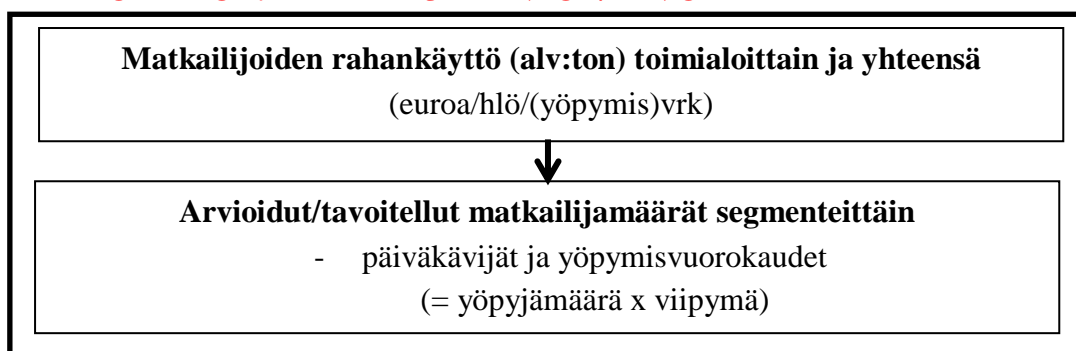 Matkailijoiden rahankäyttö (alv:ton) toimialoittain ja yhteensä
(euroa/hlö/(yöpymis)vrk)
Arvioidut/tavoitellut matkailijamäärät segmenteittäin
- päiväkävijät ja yöpymisvuorokaudet
(= yöpyjämäärä x viipymä)